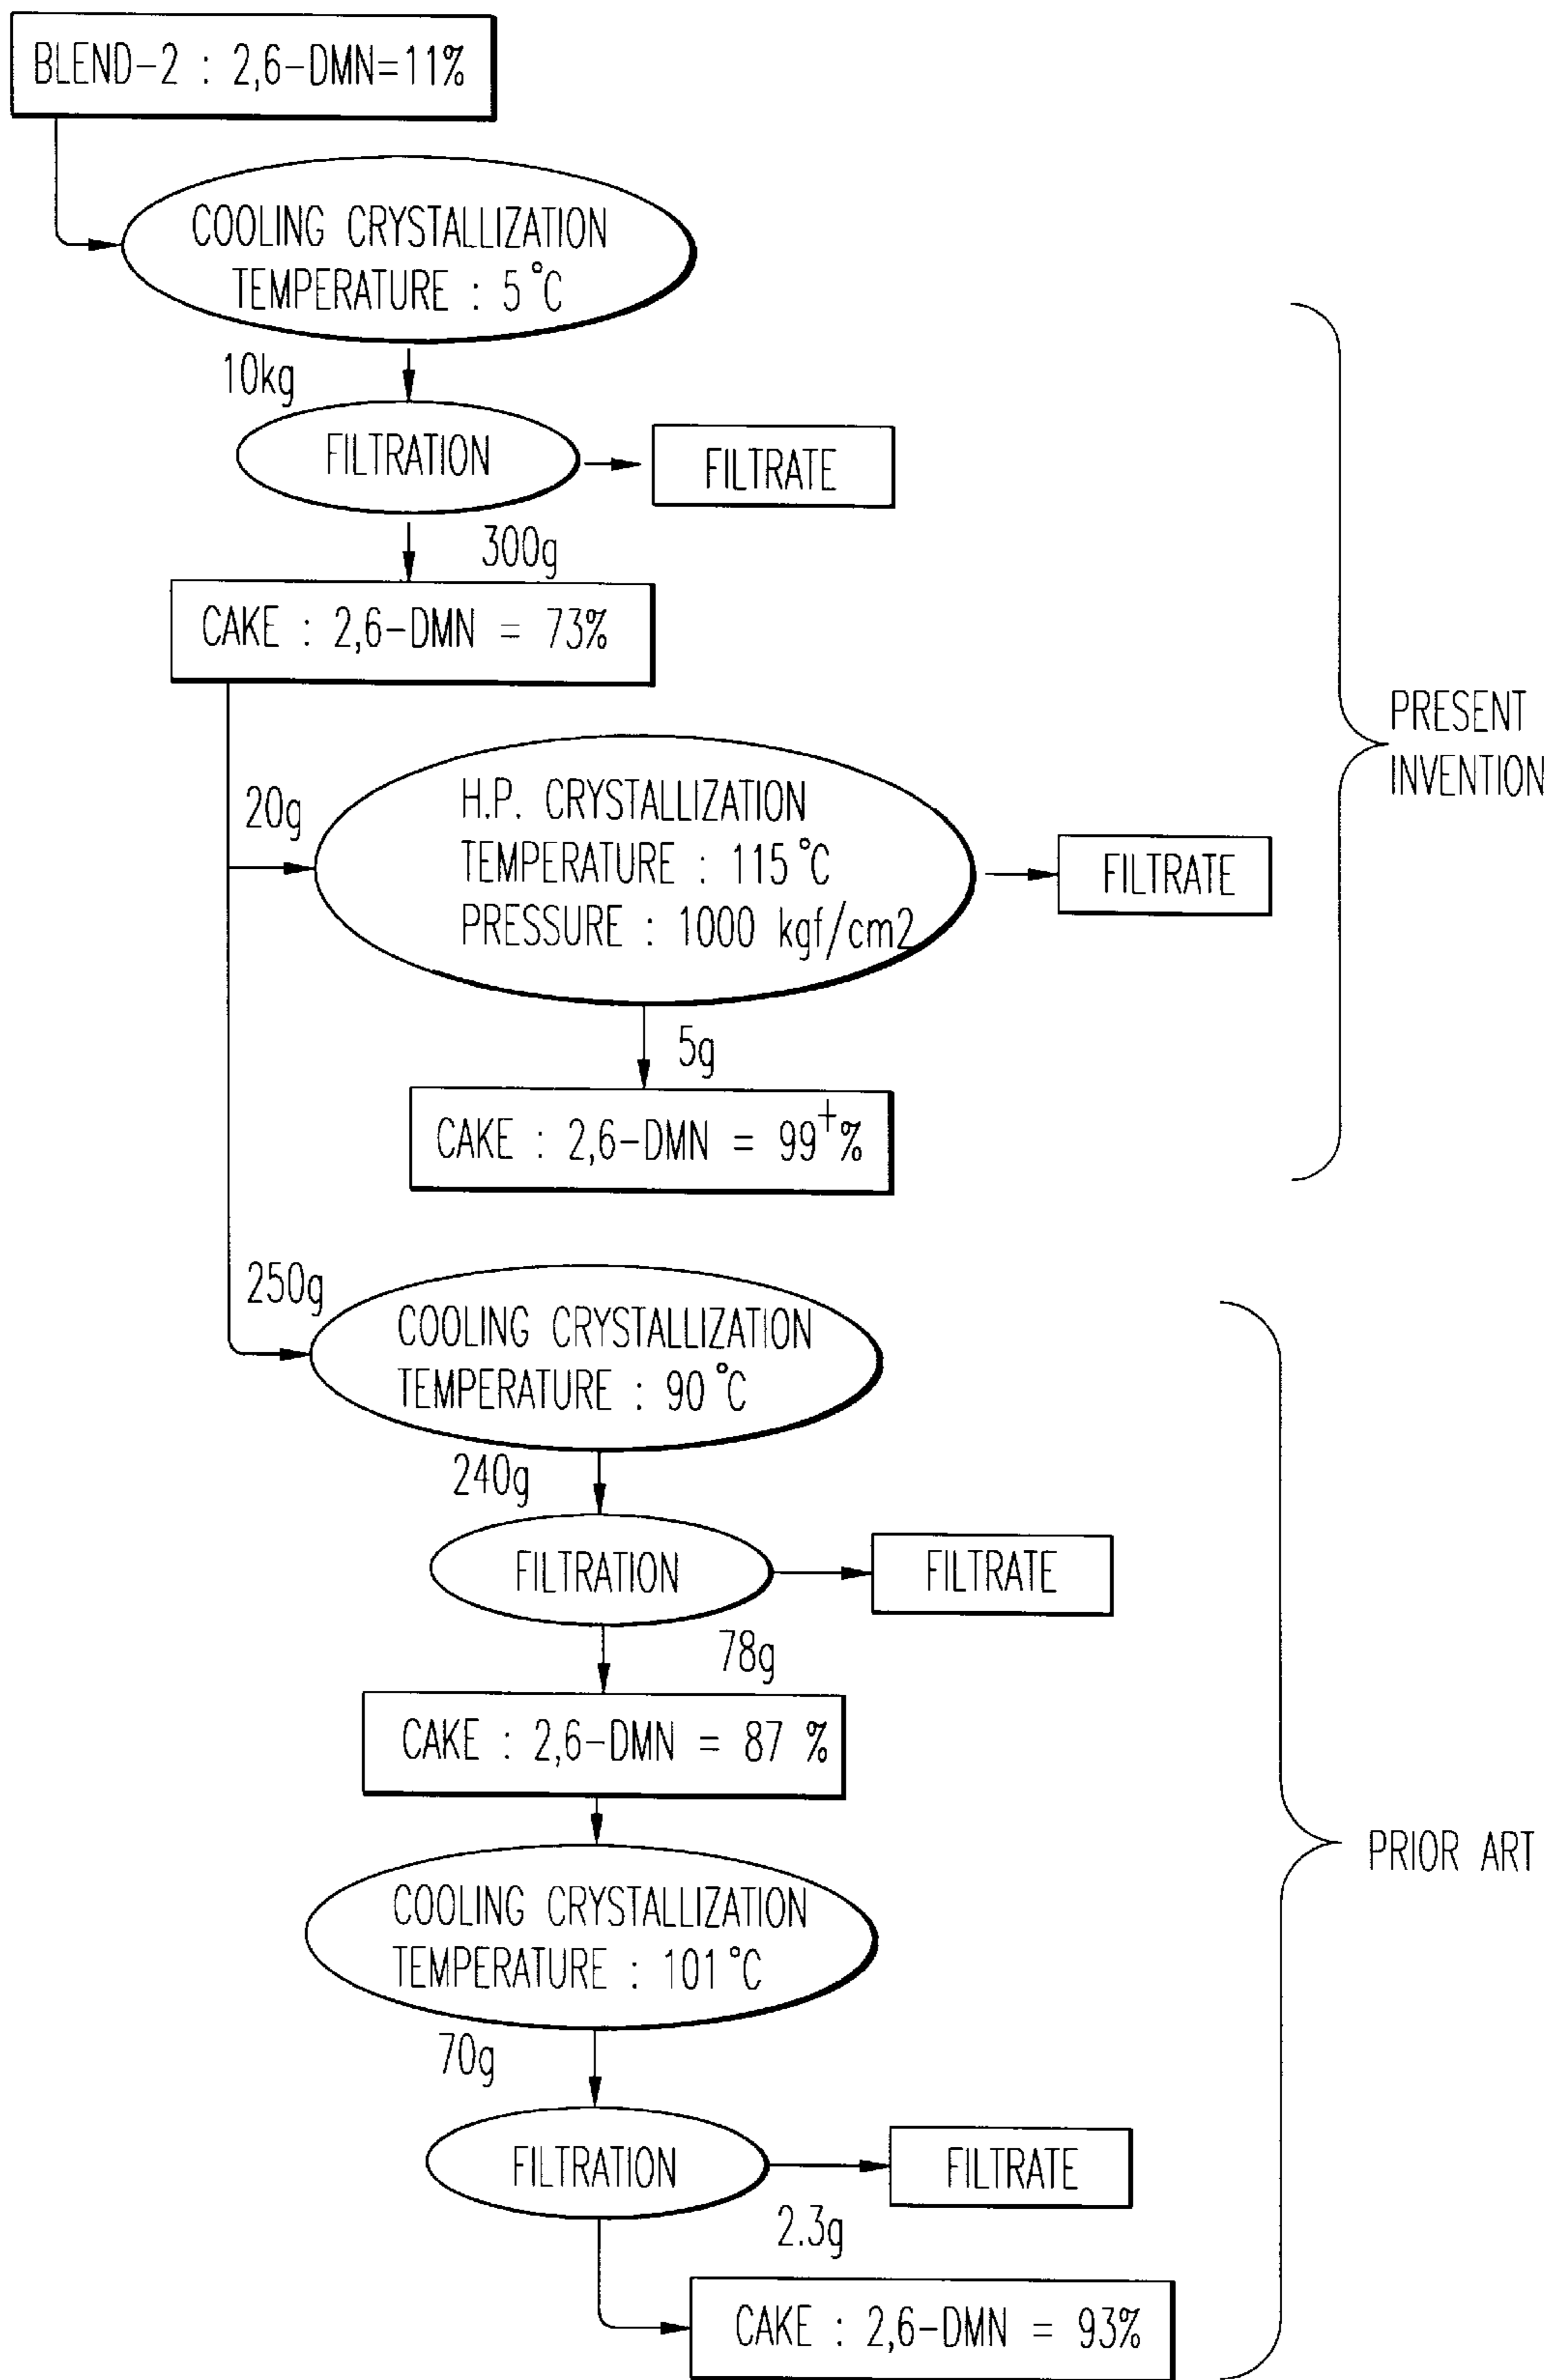 BLEND-2 : 2,6-DMN=11%
COOLING CRYSTALLIZATION
TEMPERATURE : 5°C
10kg
FILTRATION
FILTRATE
300g
CAKE : 2,6-DMN = 73%
PRESENT
INVENTION
20g
H.P. CRYSTALLIZATION
TEMPERATURE : 115°C
PRESSURE : 1000 kgf/cm2
FILTRATE
5g
CAKE : 2,6-DMN = 99⁺%
250g
COOLING CRYSTALLIZATION
TEMPERATURE : 90°C
240g
FILTRATION
FILTRATE
78g
CAKE : 2,6-DMN = 87 %
PRIOR ART
COOLING CRYSTALLIZATION
TEMPERATURE : 101°C
70g
FILTRATION
FILTRATE
2.3g
CAKE : 2,6-DMN = 93%